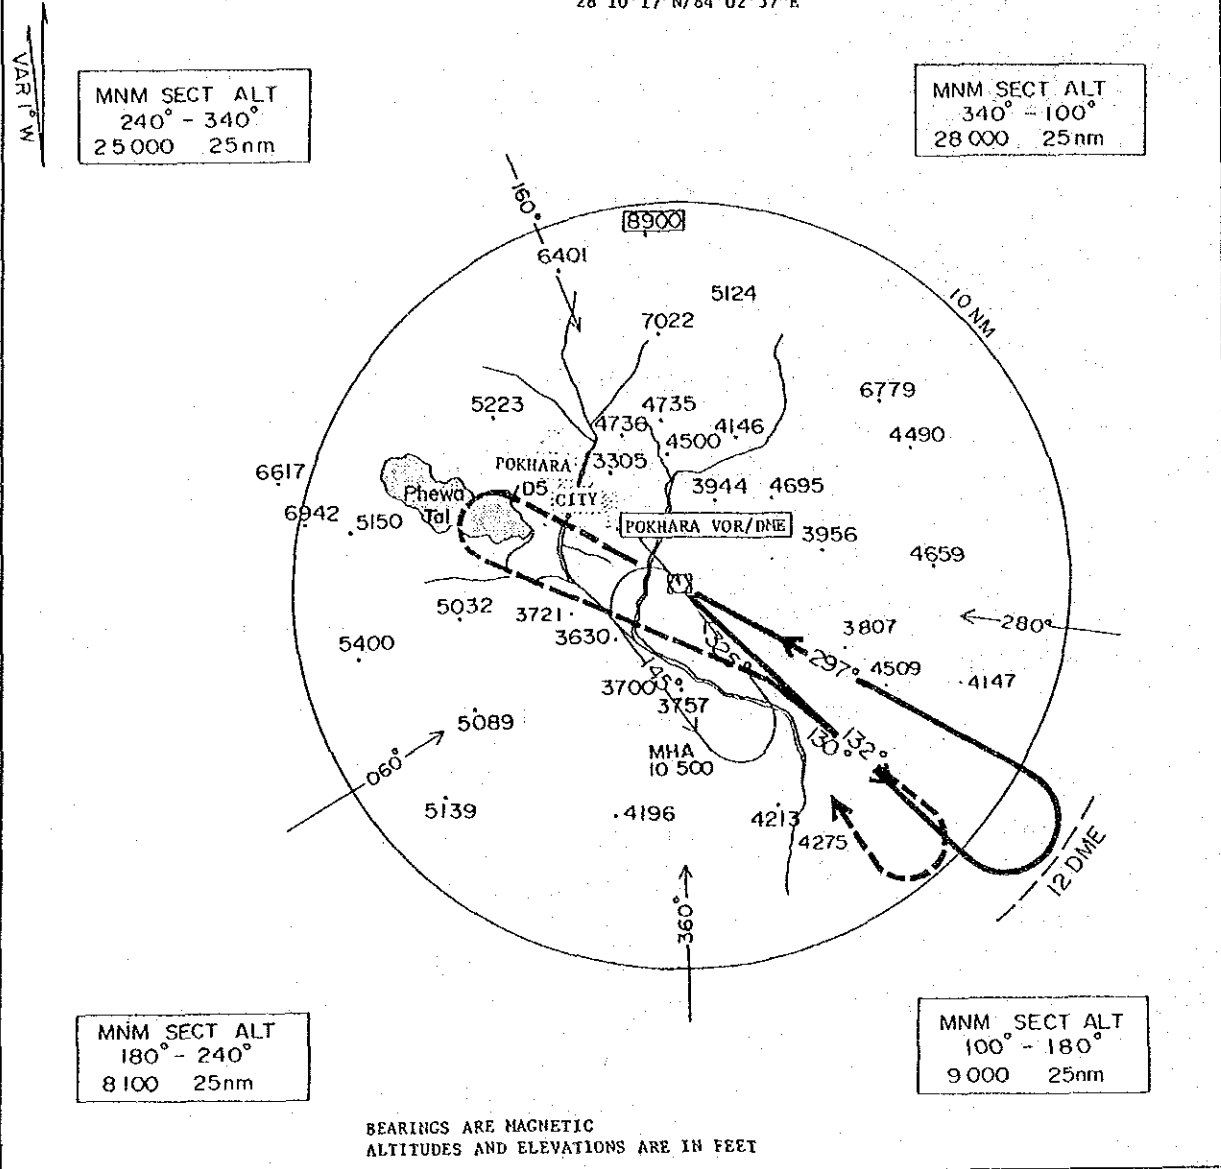 28°10'17"N/84°02'57"E
VAR 1° W
MNM SECT ALT
240° - 340°
25000 25nm
MNM SECT ALT
340° - 100°
28000 25nm
160°
8900
6401
5124
10 NM
7022
6779
5223
4735
4736
4146
4490
4500
6617
POKHARA
3305
D5
3944
4695
Phewa
Tal
CITY
6942
5150
POKHARA VOR/DME
3956
4659
5032
3721
3807
280°
3630
5400
132.5°
297°
4509
4147
145°
3700
3757
5089
130°
132°
MHA
10 500
060°
5139
4196
4213
4275
12 DME
360°
MNM SECT ALT
180° - 240°
8100 25nm
MNM SECT ALT
100° - 180°
9000 25nm
BEARINGS ARE MAGNETIC
ALTITUDES AND ELEVATIONS ARE IN FEET